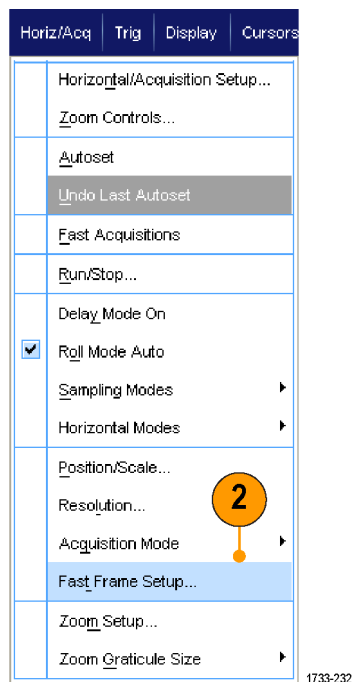 Horiz/Acq Trig Display Cursors
Horizontal/Acquisition Setup...
Zoom Controls...
Autoset
Undo Last Autoset
Fast Acquisitions
Run/Stop...
Delay Mode On
Roll Mode Auto
Sampling Modes
Horizontal Modes
Position/Scale...
Resolution...
2
Acquisition Mode
Fast Frame Setup...
Zoom Setup...
Zoom Graticule Size
1733-232